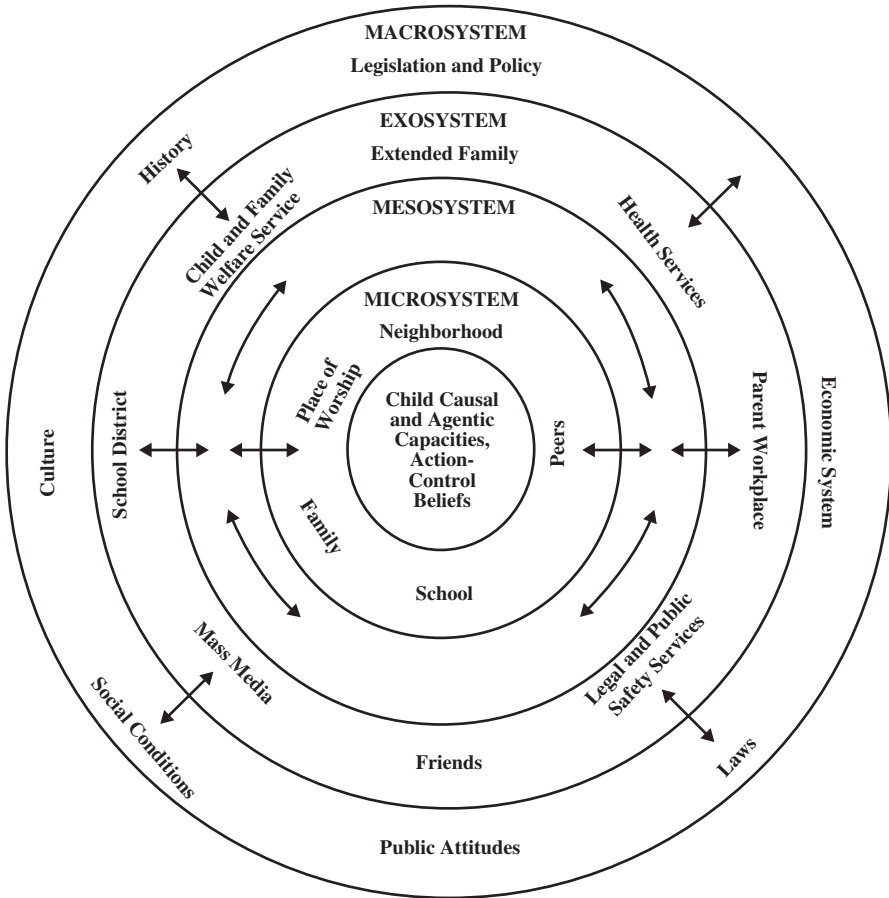 MACROSYSTEM
Legislation and Policy
EXOSYSTEM
Extended Family
History
Child and Family
Welfare Service
MESOSYSTEM
Health Services
MICROSYSTEM
Neighborhood
Place of
Worship
Child Causal
and Agentic
Capacities,
Action-
Control
Beliefs
Peers
Culture
School District
Parent Workplace
Economic System
Family
School
Mass Media
Legal and Public
Safety Services
Social Conditions
Friends
Laws
Public Attitudes